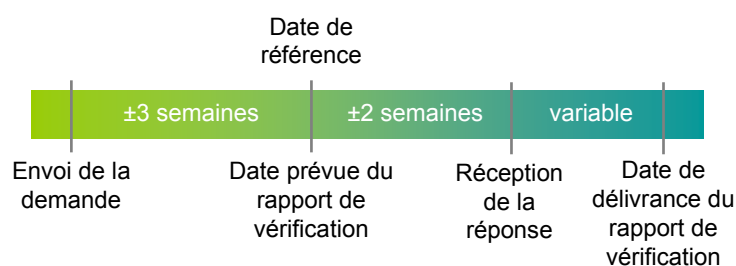 Date de
référence
±3 semaines
±2 semaines
variable
Envoi de la
demande
Date prévue du
rapport de
vérification
Réception
de la
réponse
Date de
délivrance du
rapport de
vérification